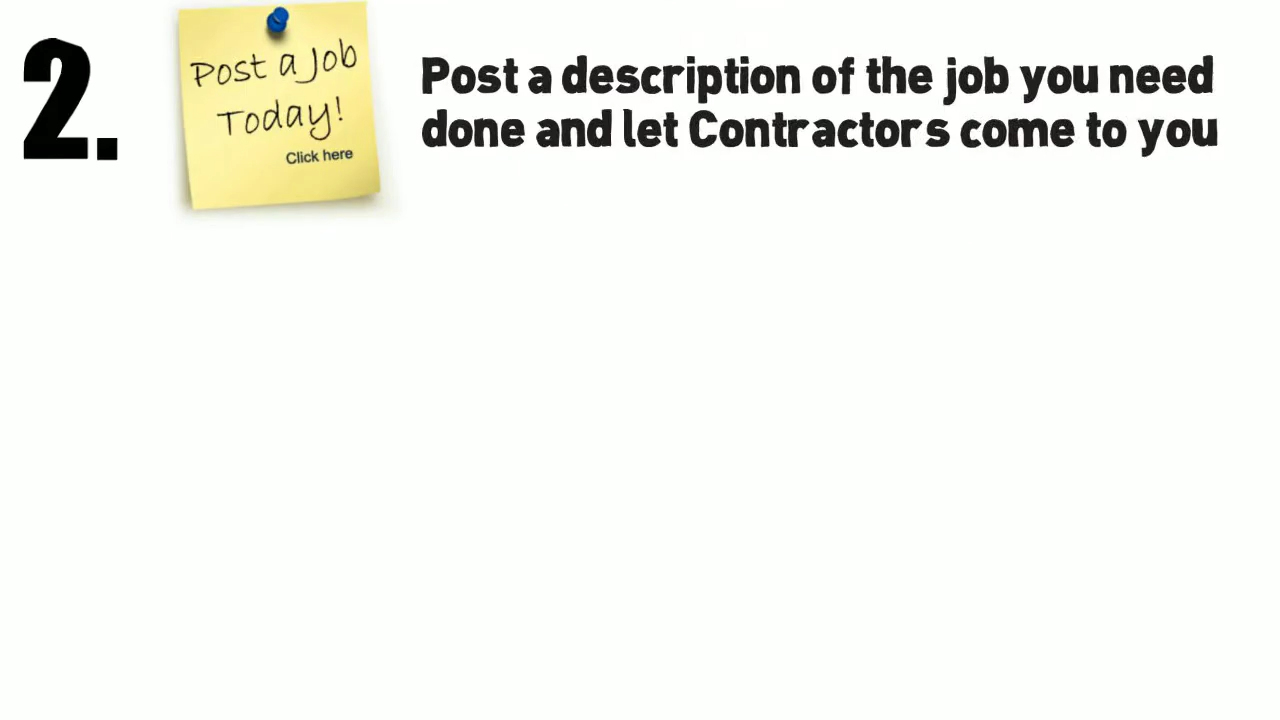 2.
Post a Job
Today!
Click here
Post a description of the job you need
done and let Contractors come to you